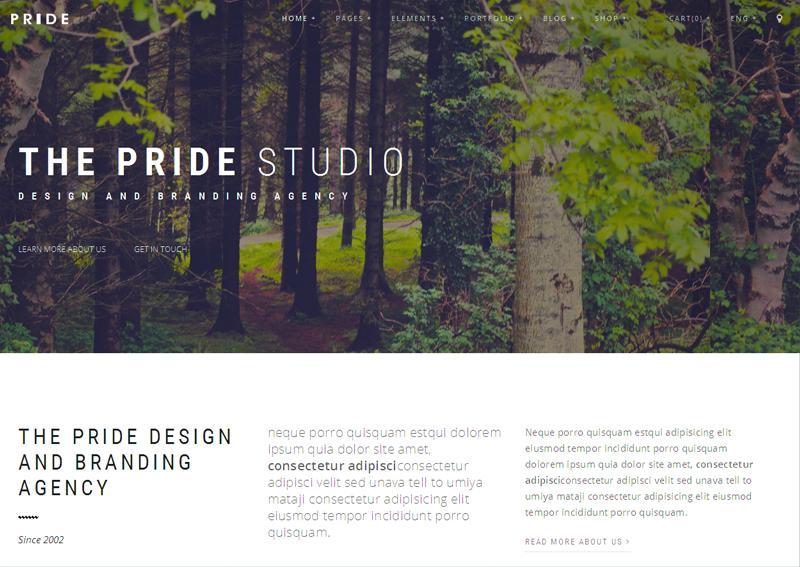 PRIDE
HOME + PAGES + ELEMENTS + PORTFOLIO + BLOG + SHOP + CART(0) + ENG +
THE PRIDE STUDIO
DESIGN AND BRANDING AGENCY
LEARN MORE ABOUT US GET IN TOUCH
THE PRIDE DESIGN
AND BRANDING
AGENCY
Since 2002
neque porro quisquam estqui dolorem
ipsum quia dolor site amet,
consectetur adipisciconsectetur
adipisci velit sed unava tell to umiya
mataji consectetur adipisicing elit
eiusmod tempor incididunt porro
quisquam.
Neque porro quisquam estqui adipisicing elit
eiusmod tempor incididunt porro quisquam
dolorem ipsum quia dolor site amet, consectetur
adipisciconsectetur adipisci velit sed unava tell to
umiya mataji consectetur adipisicing elit eiusmod
tempor incididunt porro quisquam.
READ MORE ABOUT US >